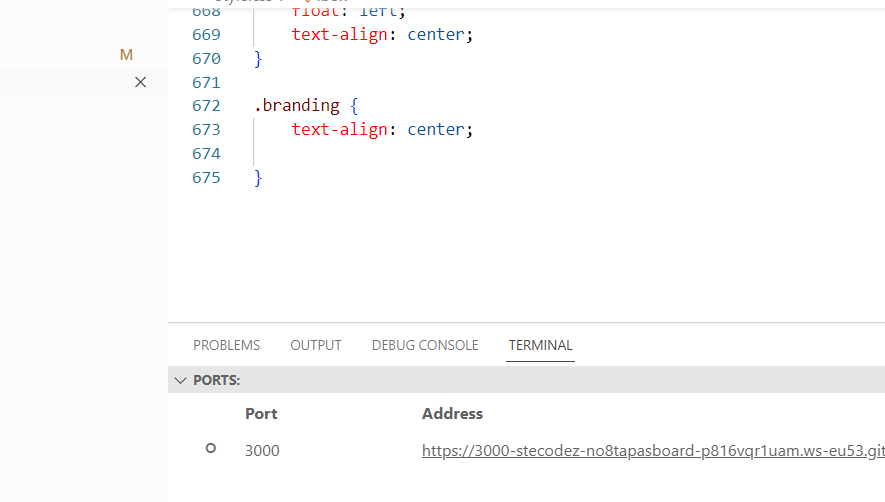 668 float: left;
M
669 text-align: center;
670 }
671
672 .branding {
673 text-align: center;
674
675 }
PROBLEMS OUTPUT DEBUG CONSOLE TERMINAL
PORTS:
Port Address
3000 https://3000-stecodez-no8tapasboard-p816vqr1uam.ws-eu53.git